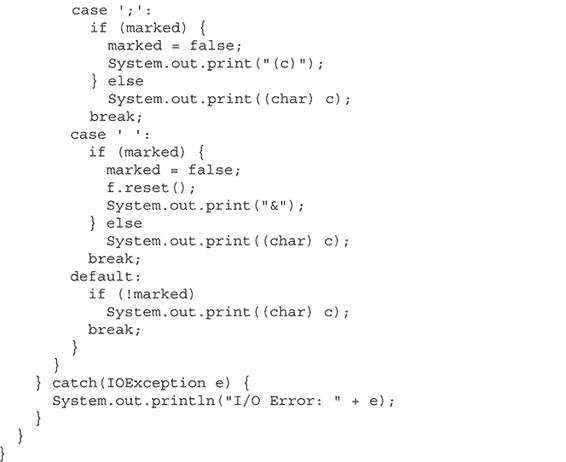 case ';':
if (marked) {
marked = false;
System.out.print("(c)");
} else
System.out.print((char) c);
break;
case ' ':
if (marked) {
marked = false;
f.reset();
System.out.print("&");
} else
System.out.print((char) c);
break;
default:
if (!marked)
System.out.print((char) c);
break;
}
}
} catch(IOException e) {
System.out.println("I/O Error: " + e);
}
}
}